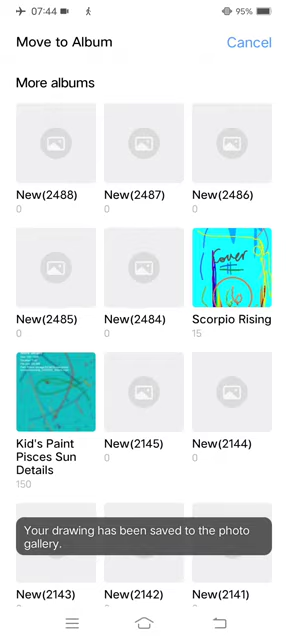 07:44
95%
Move to Album
Cancel
More albums
New(2488)
New(2487)
New(2486)
0
0
0
Cover
New(2485)
New(2484)
Scorpio Rising
0
0
15
Kid's Paint
Pisces Sun
Details
New(2145)
New(2144)
150
0
0
Your drawing has been saved to the photo
gallery.
New(2143)
New(2142)
New(2141)